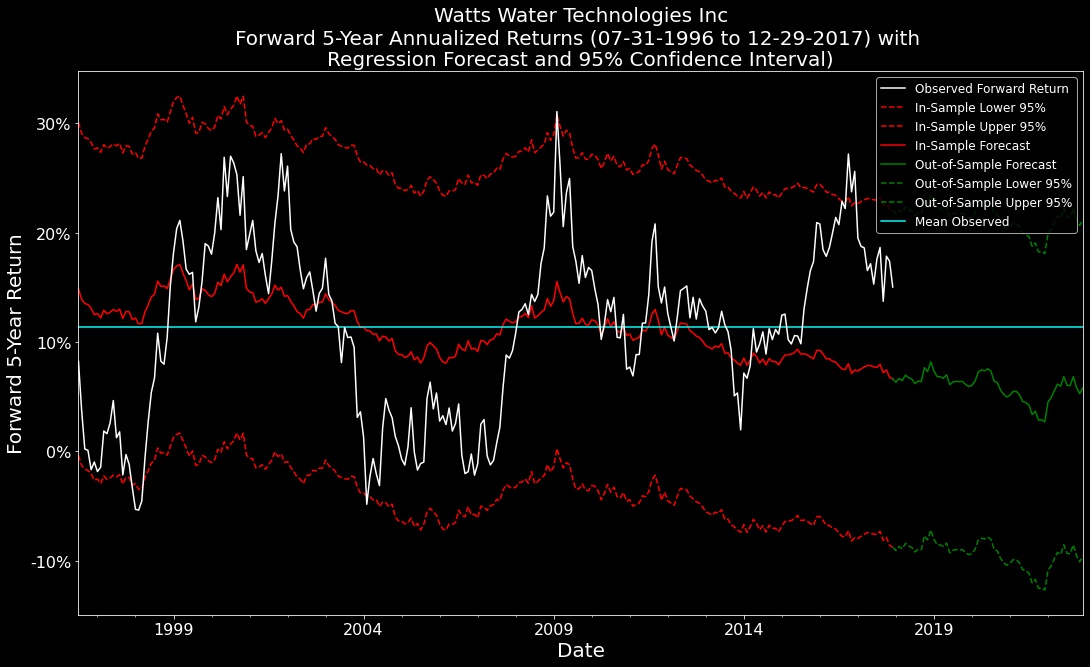 Watts Water Technologies Inc
Forward 5-Year Annualized Returns (07-31-1996 to 12-29-2017) with
Regression Forecast and 95% Confidence Interval)
Observed Forward Return
In-Sample Lower 95%
In-Sample Upper 95%
In-Sample Forecast
Out-of-Sample Forecast
Out-of-Sample Lower 95%
Out-of-Sample Upper 95%
Mean Observed
Forward 5-Year Return
30%
20%
10%
0%
-10%
1999
2004
2009
2014
2019
Date